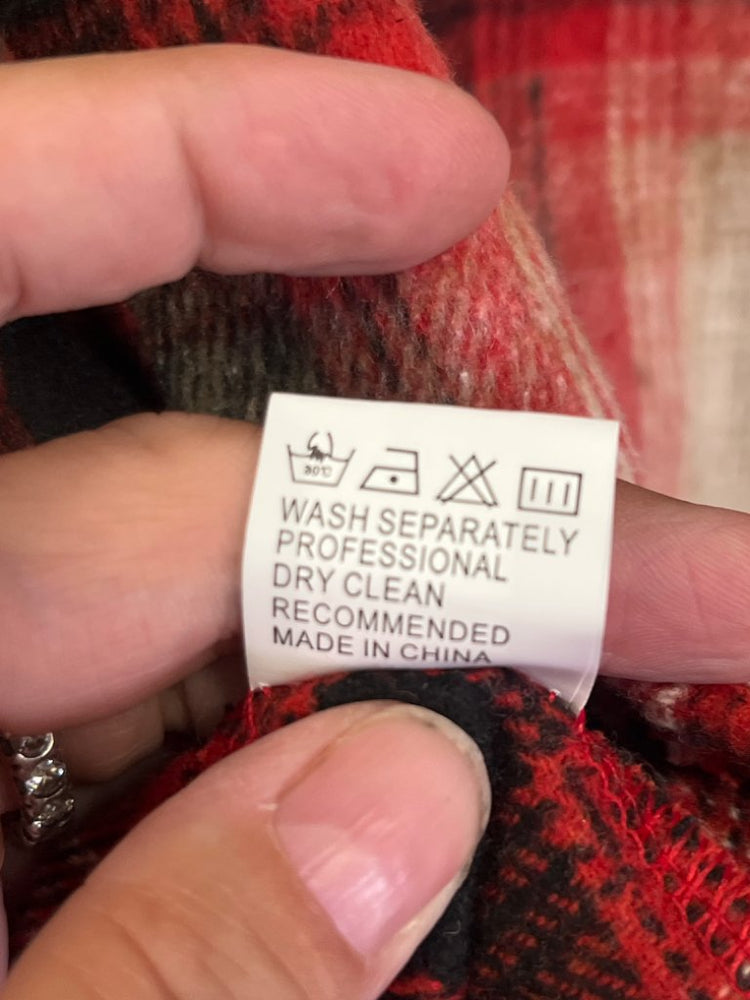 30℃
WASH SEPARATELY
PROFESSIONAL
DRY CLEAN
RECOMMENDED
MADE IN CHINA